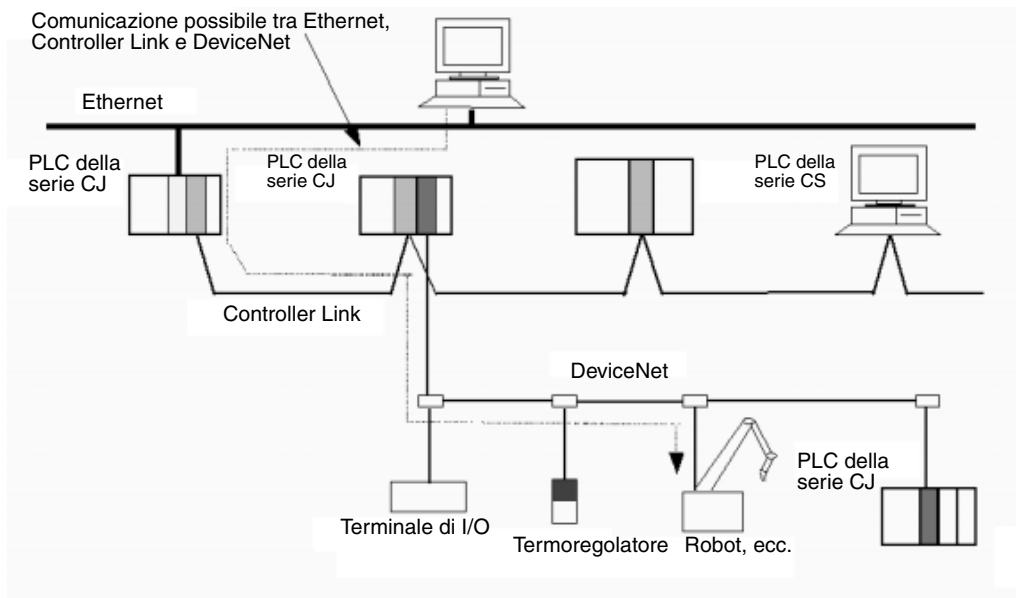 Comunicazione possibile tra Ethernet,
Controller Link e DeviceNet
Ethernet
PLC della
serie CJ
PLC della
serie CJ
PLC della
serie CS
Controller Link
DeviceNet
PLC della
serie CJ
Terminale di I/O
Termoregolatore
Robot, ecc.